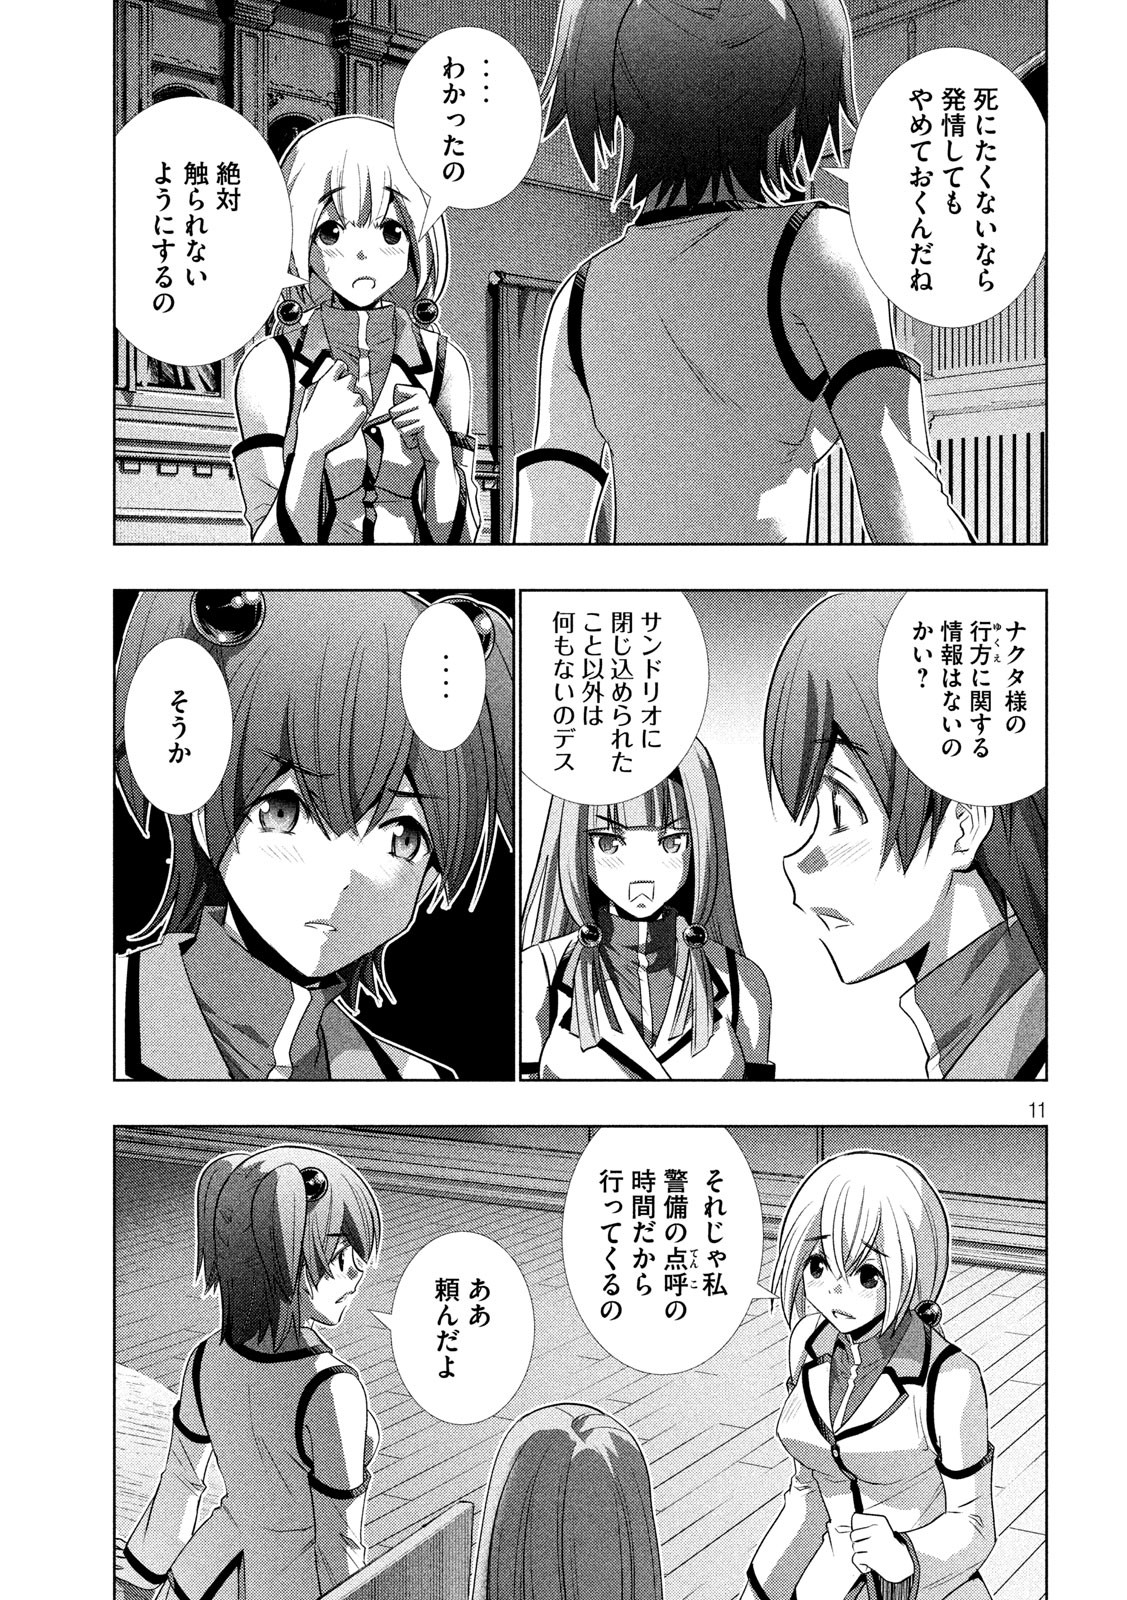 死にたくないなら
発情しても
やめておくんだね
‥‥
わかったの
絶対
触られない
ようにするの
ナクタ様の
行方に関する
ゆくえ
情報はないの
かい？
サンドリオに
閉じ込められた
こと以外は
何もないのデス
‥‥
そうか
11
それじゃ私
警備の点呼の
てんこ
時間だから
行ってくるの
ああ
頼んだよ